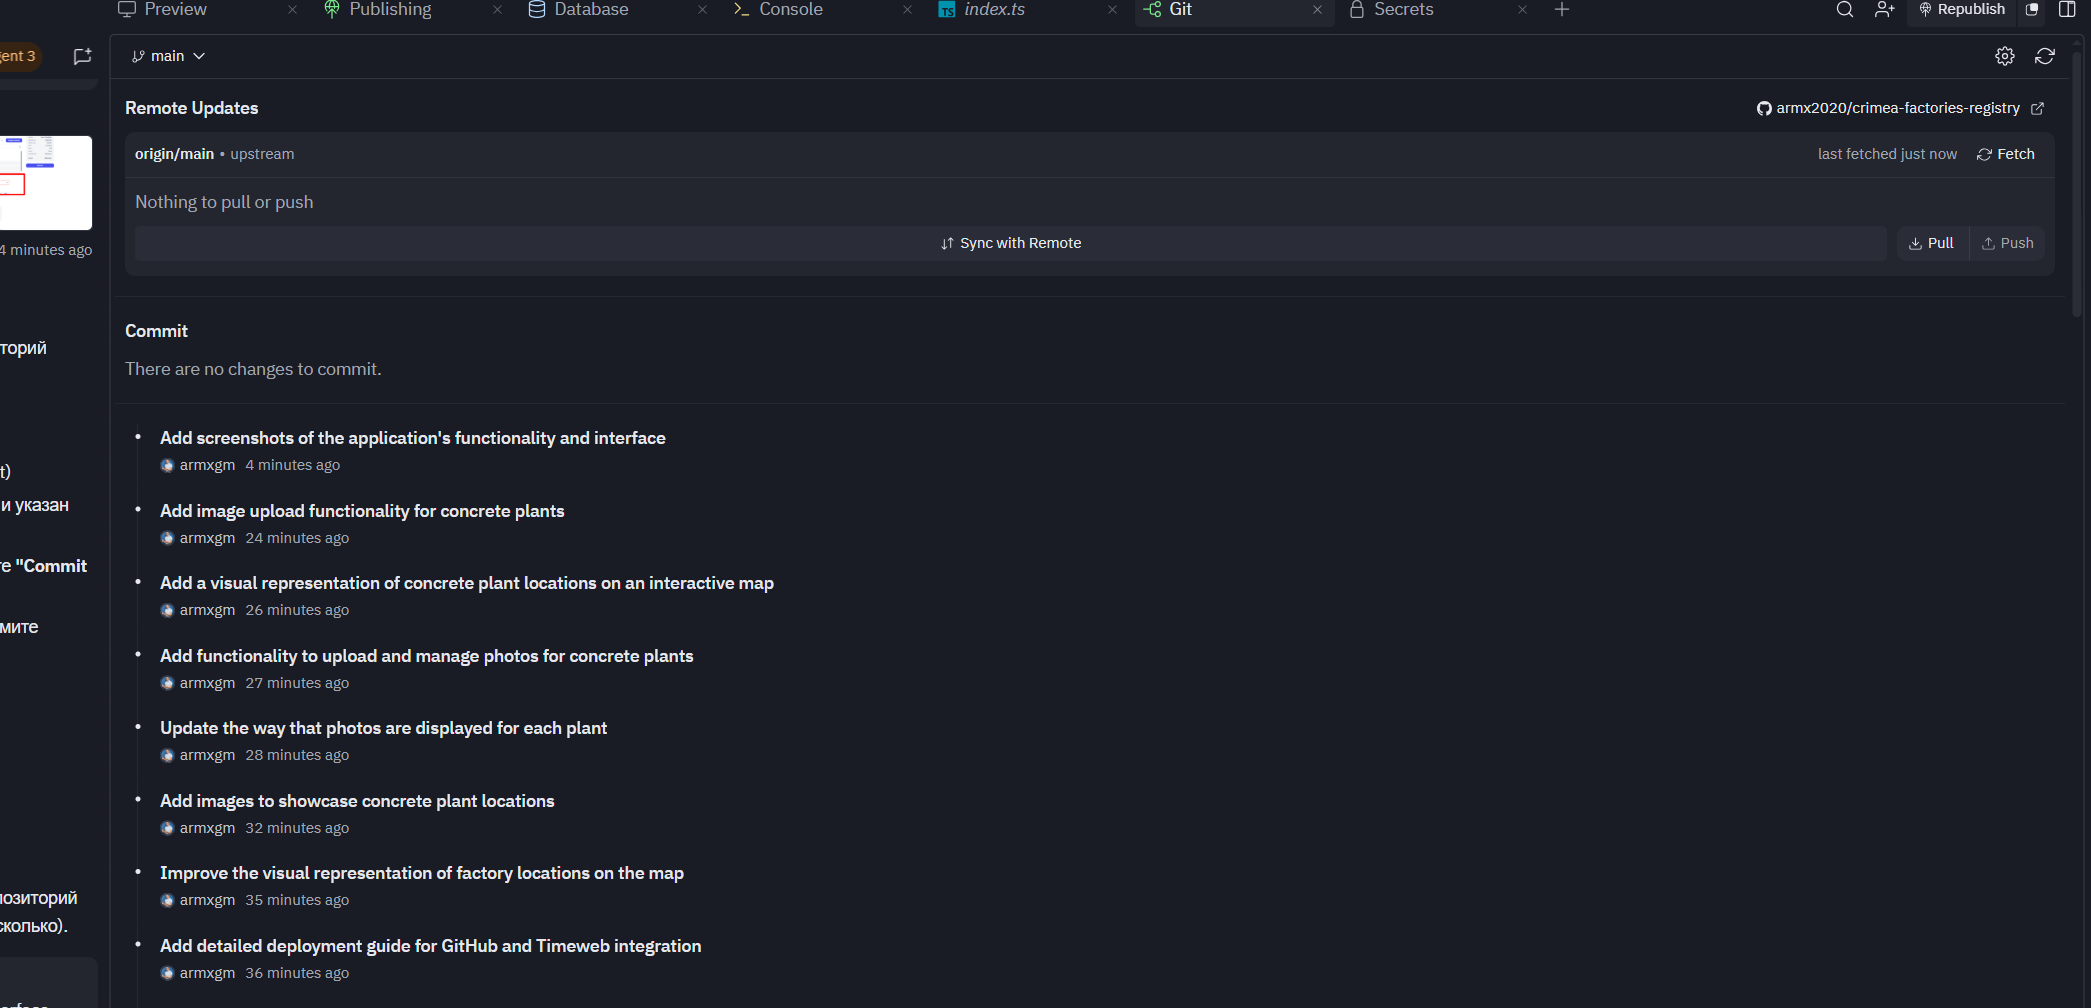 Preview
Publishing
Database
Console
index.ts
Git
Secrets
Republish
3
main
Remote Updates
armx2020/crimea-factories-registry
origin/main • upstream
last fetched just now
Fetch
Nothing to pull or push
Sync with Remote
Pull
Push
4 minutes ago
Commit
There are no changes to commit.
и указан
"Commit
Add screenshots of the application's functionality and interface
armxgm 4 minutes ago
Add image upload functionality for concrete plants
armxgm 24 minutes ago
Add a visual representation of concrete plant locations on an interactive map
armxgm 26 minutes ago
Add functionality to upload and manage photos for concrete plants
armxgm 27 minutes ago
Update the way that photos are displayed for each plant
armxgm 28 minutes ago
Add images to showcase concrete plant locations
armxgm 32 minutes ago
Improve the visual representation of factory locations on the map
armxgm 35 minutes ago
Add detailed deployment guide for GitHub and Timeweb integration
armxgm 36 minutes ago